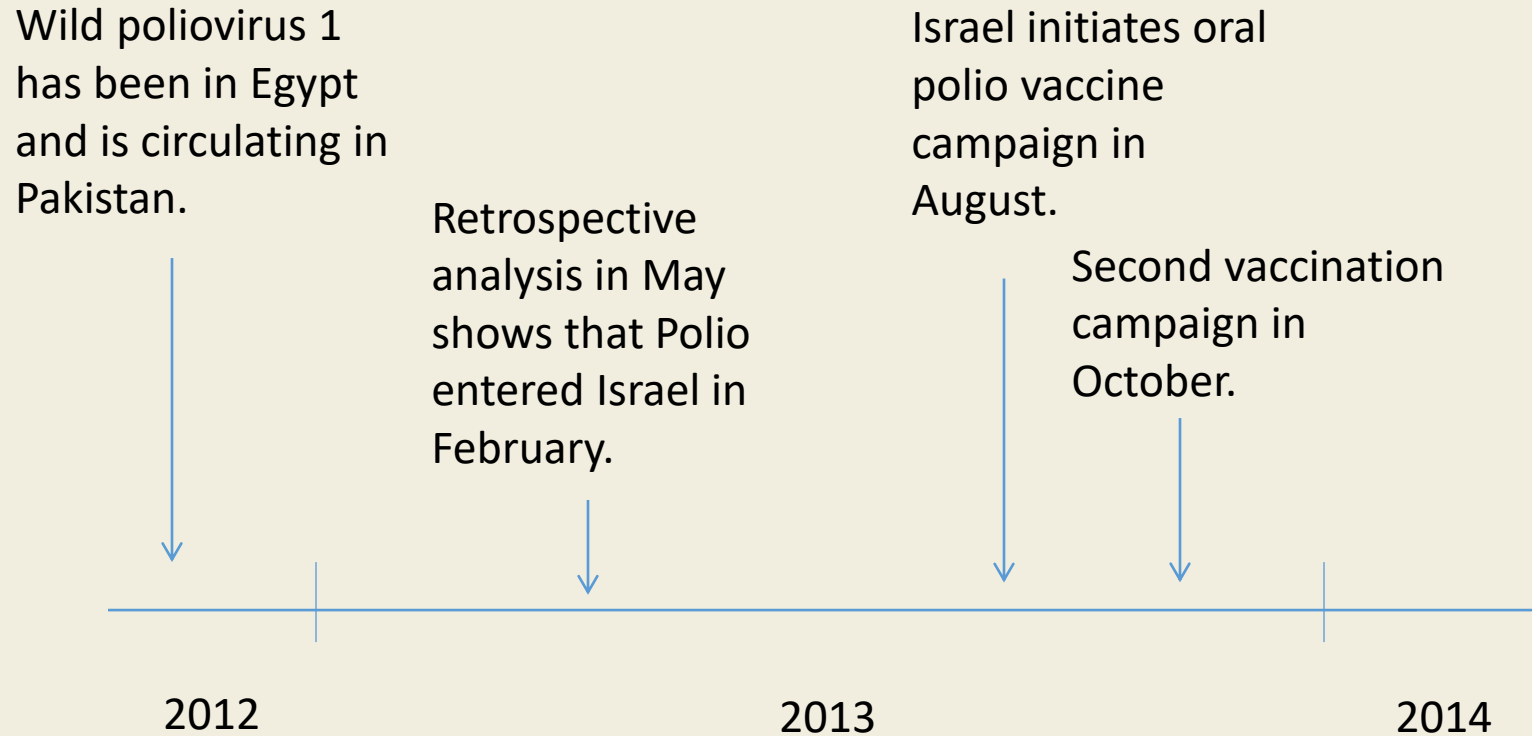 Wild poliovirus 1
has been in Egypt
and is circulating in
Pakistan.
Retrospective
analysis in May
shows that Polio
entered Israel in
February.
Israel initiates oral
polio vaccine
campaign in
August.
Second vaccination
campaign in
October.
2012
2013
2014